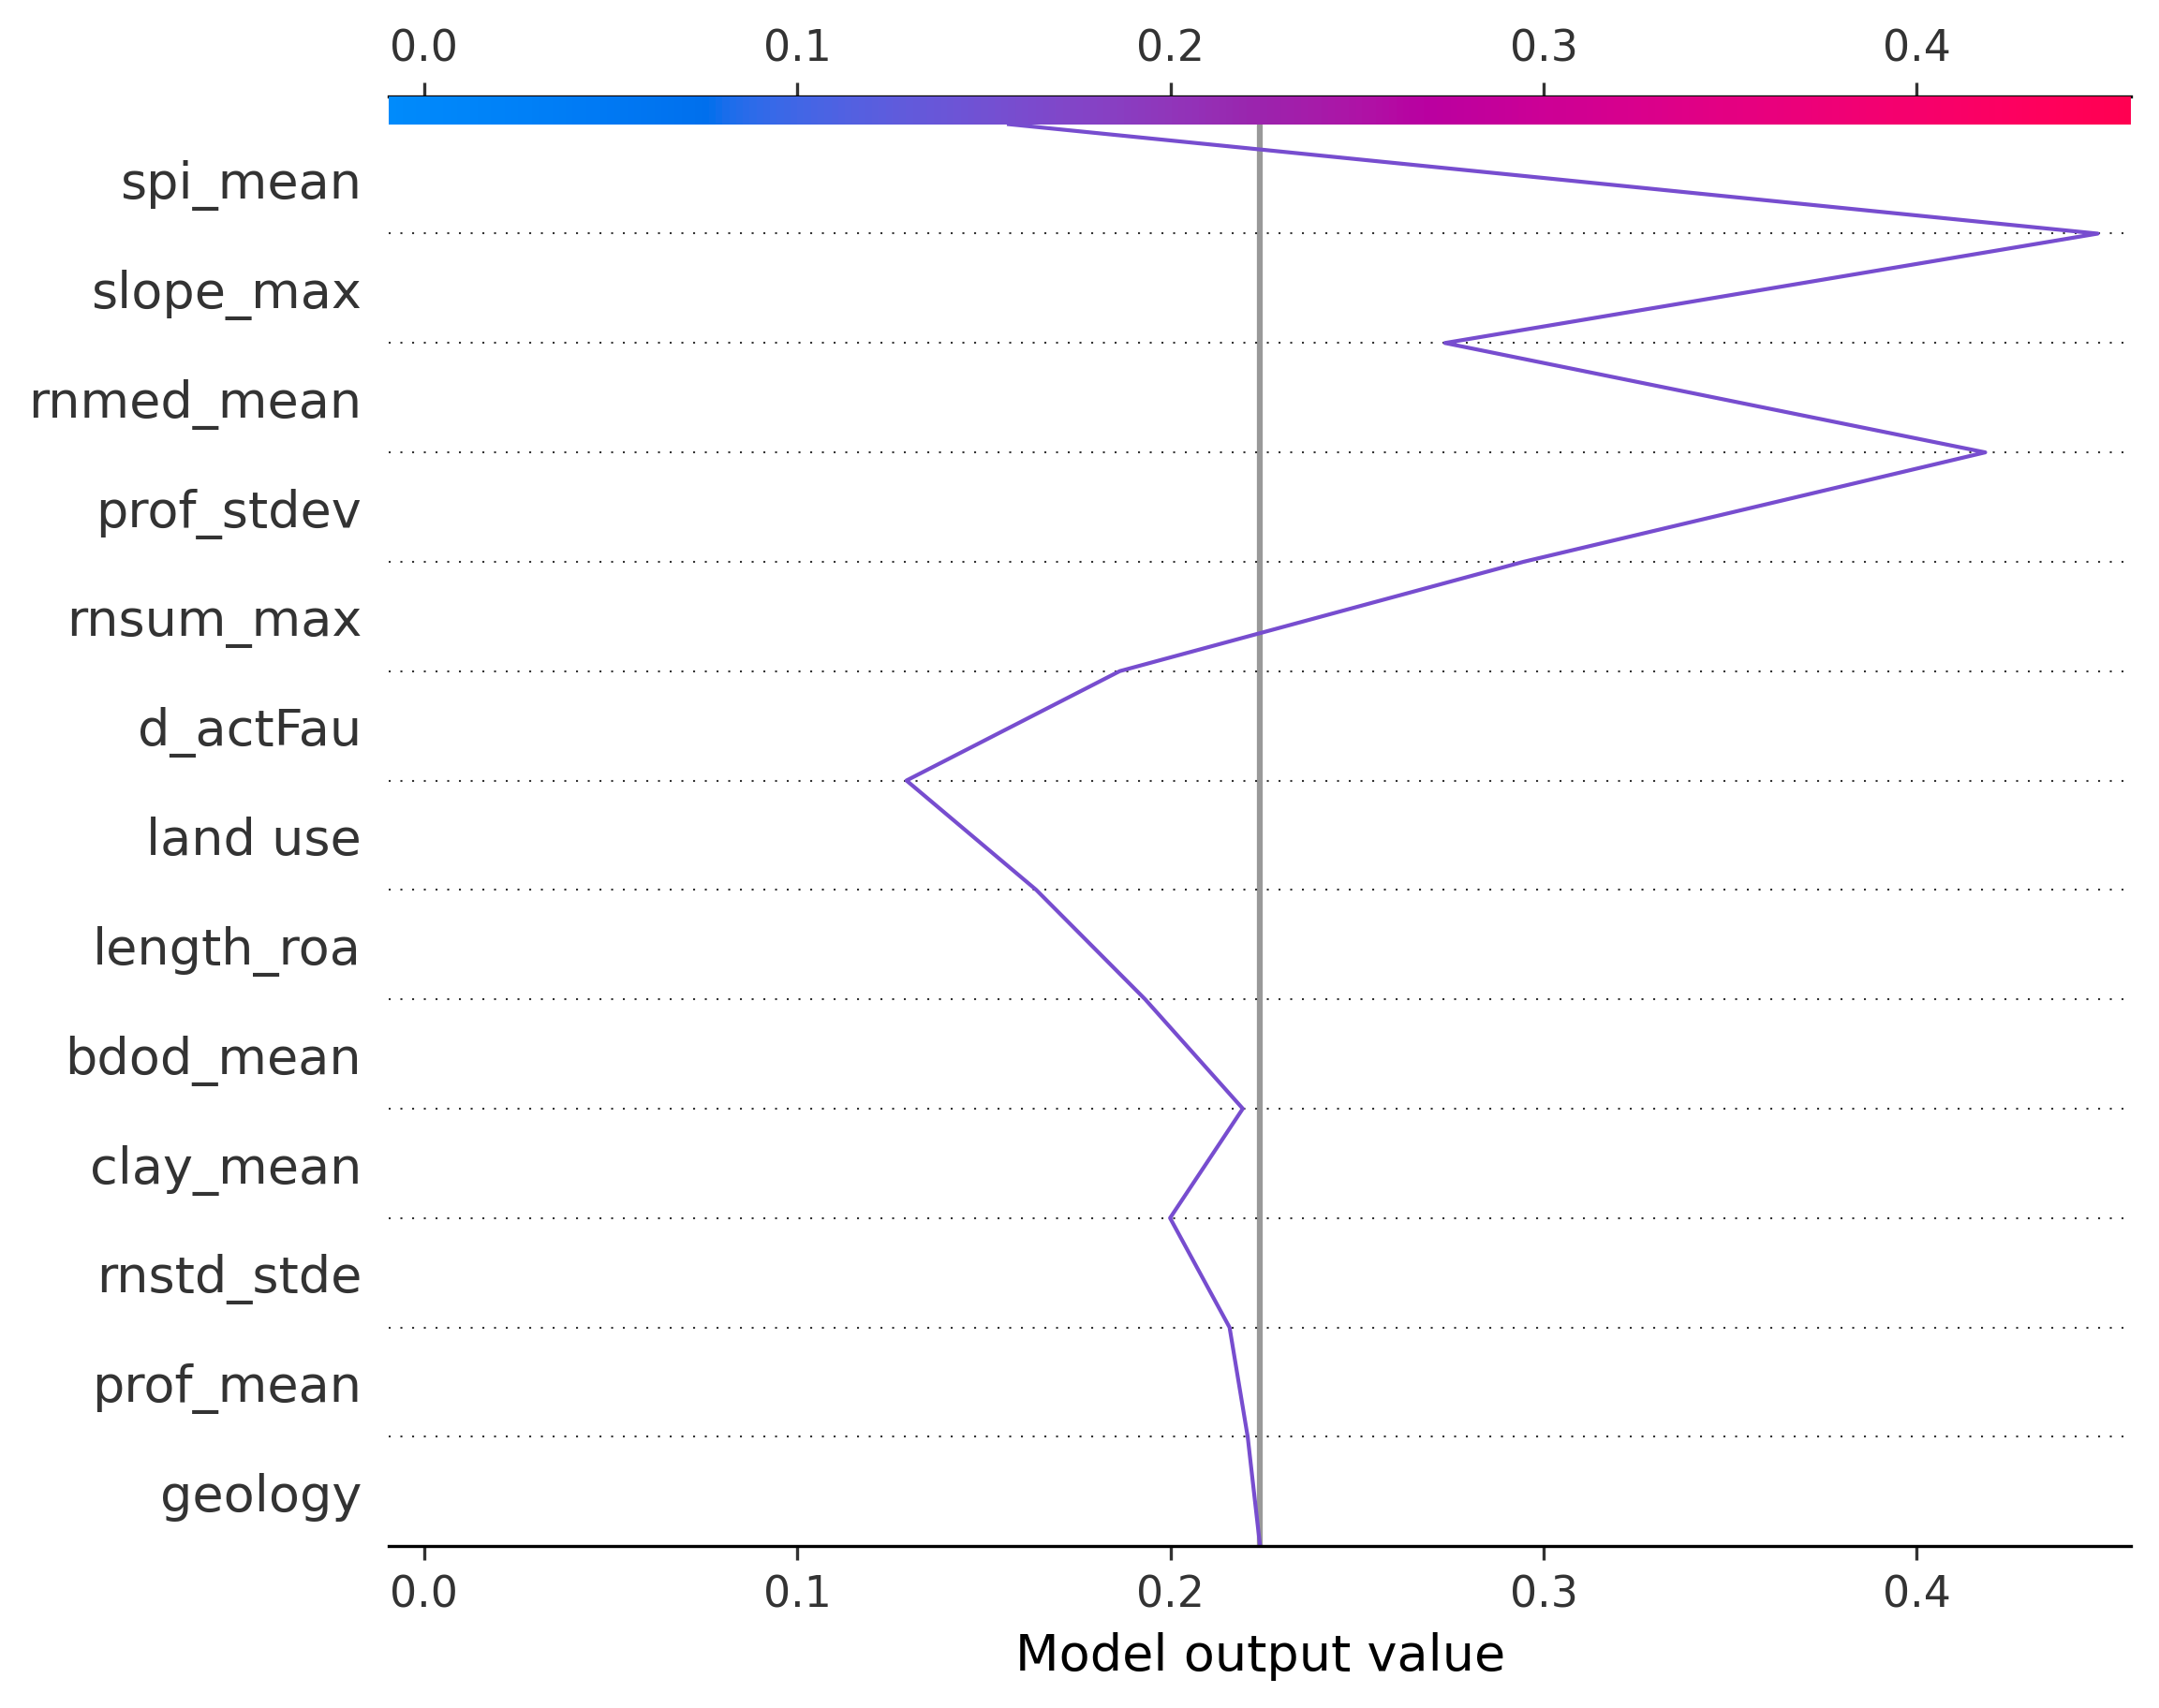 0.0 0.1 0.2 0.3 0.4
spi_mean
slope_max
rnmed_mean
prof_stdev
rnsum_max
d_actFau
land use
length_roa
bdod_mean
clay_mean
rnstd_stde
prof_mean
geology
0.0 0.1 0.2 0.3 0.4
Model output value